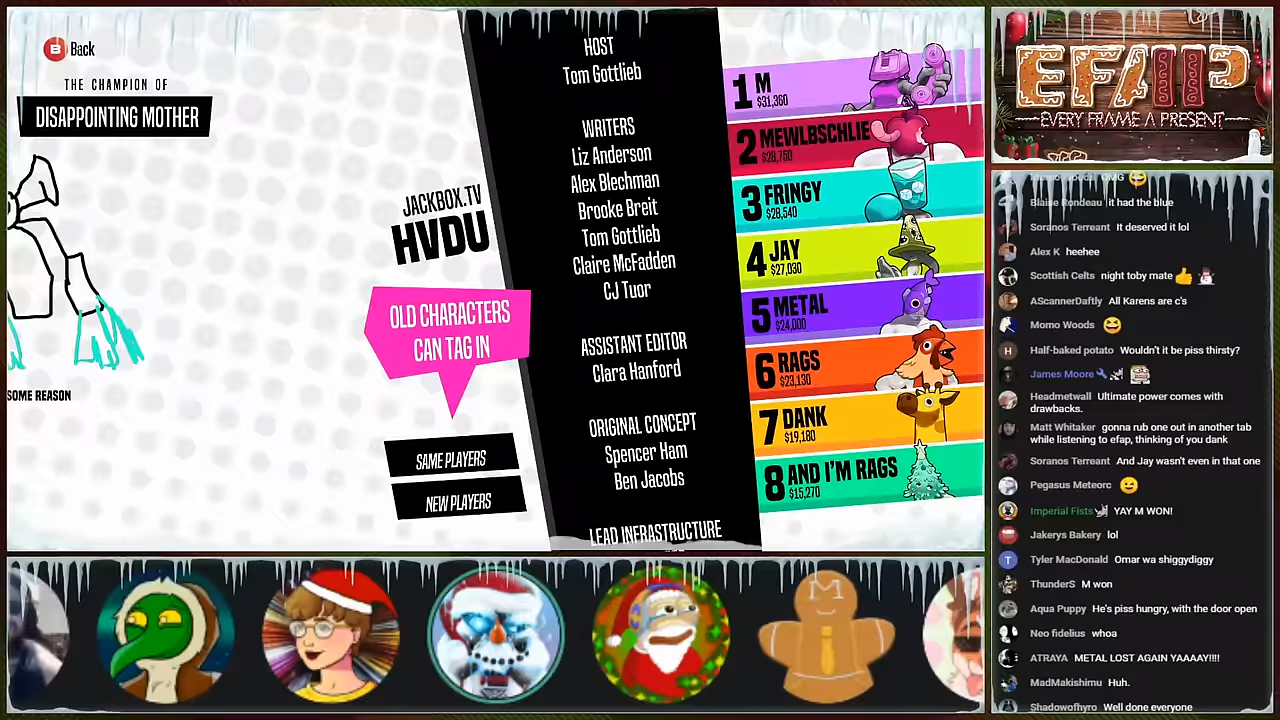 B Back
THE CHAMPION OF
DISAPPOINTING MOTHER
SOME REASON
JACKBOX.TV
HVDU
OLD CHARACTERS
CAN TAG IN
SAME PLAYERS
NEW PLAYERS
HOST
Tom Gottlieb
WRITERS
Liz Anderson
Alex Blechman
Brooke Breit
Tom Gottlieb
Claire McFadden
CJ Tuor
ASSISTANT EDITOR
Clara Hanford
ORIGINAL CONCEPT
Spencer Ham
Ben Jacobs
LEAD INFRASTRUCTURE
1 M
$31,360
2 MEWLBSCHLIE
$28,750
3 FRINGY
$28,540
4 JAY
$27,030
5 METAL
$24,000
6 RAGS
$23,130
7 DANK
$19,180
8 AND I'M RAGS
$15,270
EFAP
EVERY FRAME A PRESENT
OMG 😂
Blaise Rondeau it had the blue
Soranos Terreant It deserved it lol
Alex K heehee
Scottish Celts night toby mate 👍 ⛄
AScannerDaftly All Karens are c's
Momo Woods 😆
H Half-baked potato Wouldn't it be piss thirsty?
James Moore
Headmetwall Ultimate power comes with
drawbacks.
Matt Whitaker gonna rub one out in another tab
while listening to efap, thinking of you dank
Soranos Terreant And Jay wasn't even in that one
Pegasus Meteorc 😉
Imperial Fists YAY M WON!
Jakerys Bakery lol
T Tyler MacDonald Omar wa shiggydiggy
ThunderS M won
Aqua Puppy He's piss hungry, with the door open
Neo fidelius whoa
ATRAYA METAL LOST AGAIN YAAAAY!!!!
MadMakishimu Huh.
Shadowofhyro Well done everyone
M